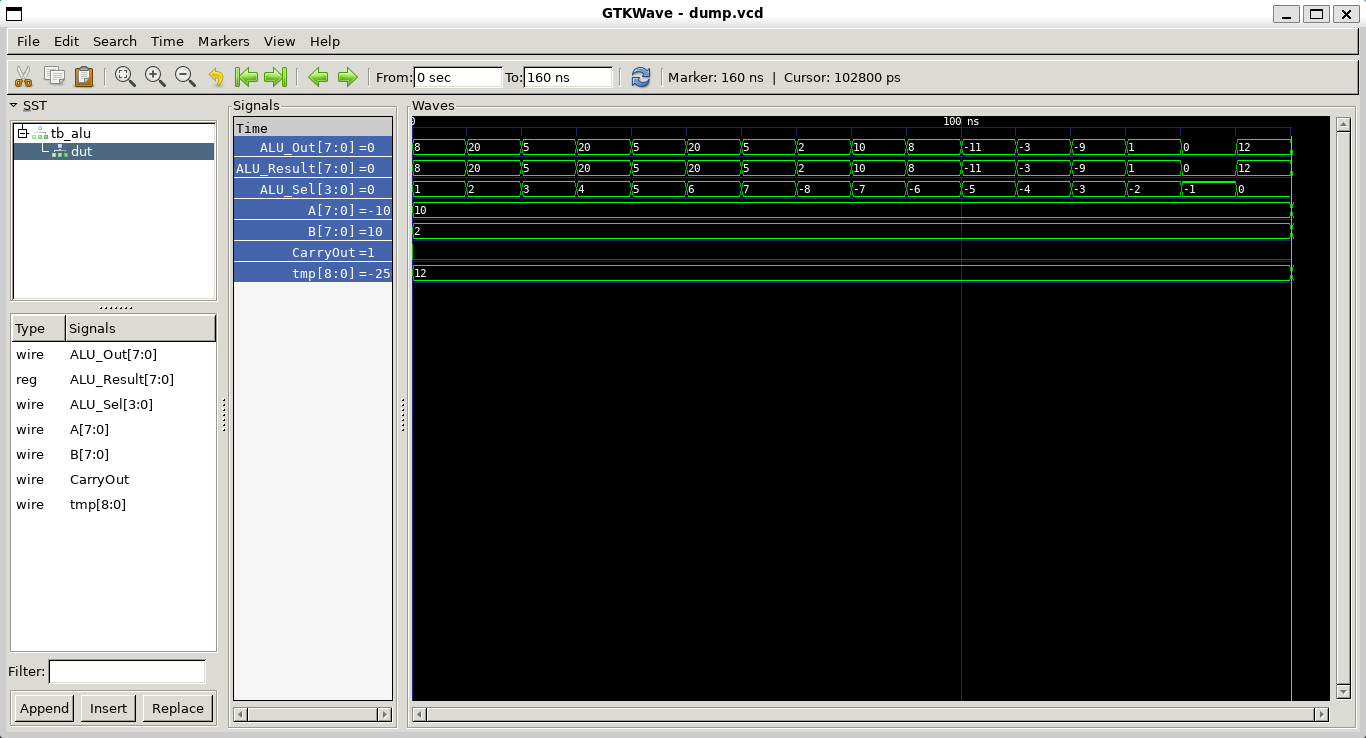 GTKWave - dump.vcd
File Edit Search Time Markers View Help
From: 0 sec To: 160 ns Marker: 160 ns | Cursor: 102800 ps
SST
tb_alu
dut
Type Signals
wire ALU_Out[7:0]
reg ALU_Result[7:0]
wire ALU_Sel[3:0]
wire A[7:0]
wire B[7:0]
wire CarryOut
wire tmp[8:0]
Filter:
Append Insert Replace
Signals
Time
ALU_Out[7:0] =0
ALU_Result[7:0] =0
ALU_Sel[3:0] =0
A[7:0] =-10
B[7:0] =10
CarryOut =1
tmp[8:0] =-25
Waves
0 100 ns
8 20 5 20 5 20 5 2 10 8 -11 -3 -9 1 0 12
8 20 5 20 5 20 5 2 10 8 -11 -3 -9 1 0 12
1 2 3 4 5 6 7 -8 -7 -6 -5 -4 -3 -2 -1 0
10
2
12